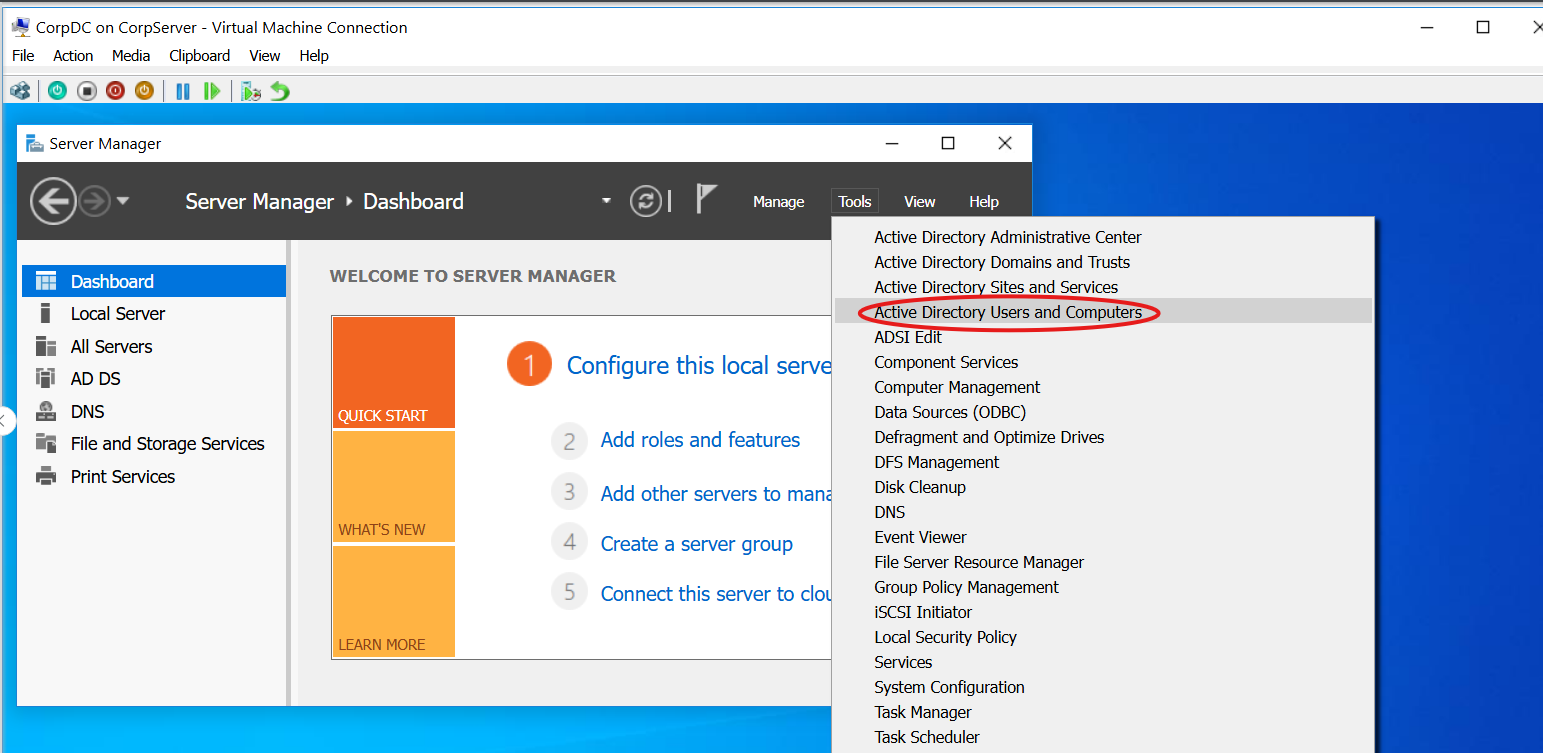 CorpDC on CorpServer - Virtual Machine Connection
File Action Media Clipboard View Help
Server Manager
Server Manager Dashboard
Manage Tools View Help
Dashboard
Local Server
All Servers
AD DS
DNS
File and Storage Services
Print Services
WELCOME TO SERVER MANAGER
QUICK START
WHAT'S NEW
LEARN MORE
1 Configure this local serve
2 Add roles and features
3 Add other servers to mana
4 Create a server group
5 Connect this server to clou
Active Directory Administrative Center
Active Directory Domains and Trusts
Active Directory Sites and Services
Active Directory Users and Computers
ADSI Edit
Component Services
Computer Management
Data Sources (ODBC)
Defragment and Optimize Drives
DFS Management
Disk Cleanup
DNS
Event Viewer
File Server Resource Manager
Group Policy Management
iSCSI Initiator
Local Security Policy
Services
System Configuration
Task Manager
Task Scheduler